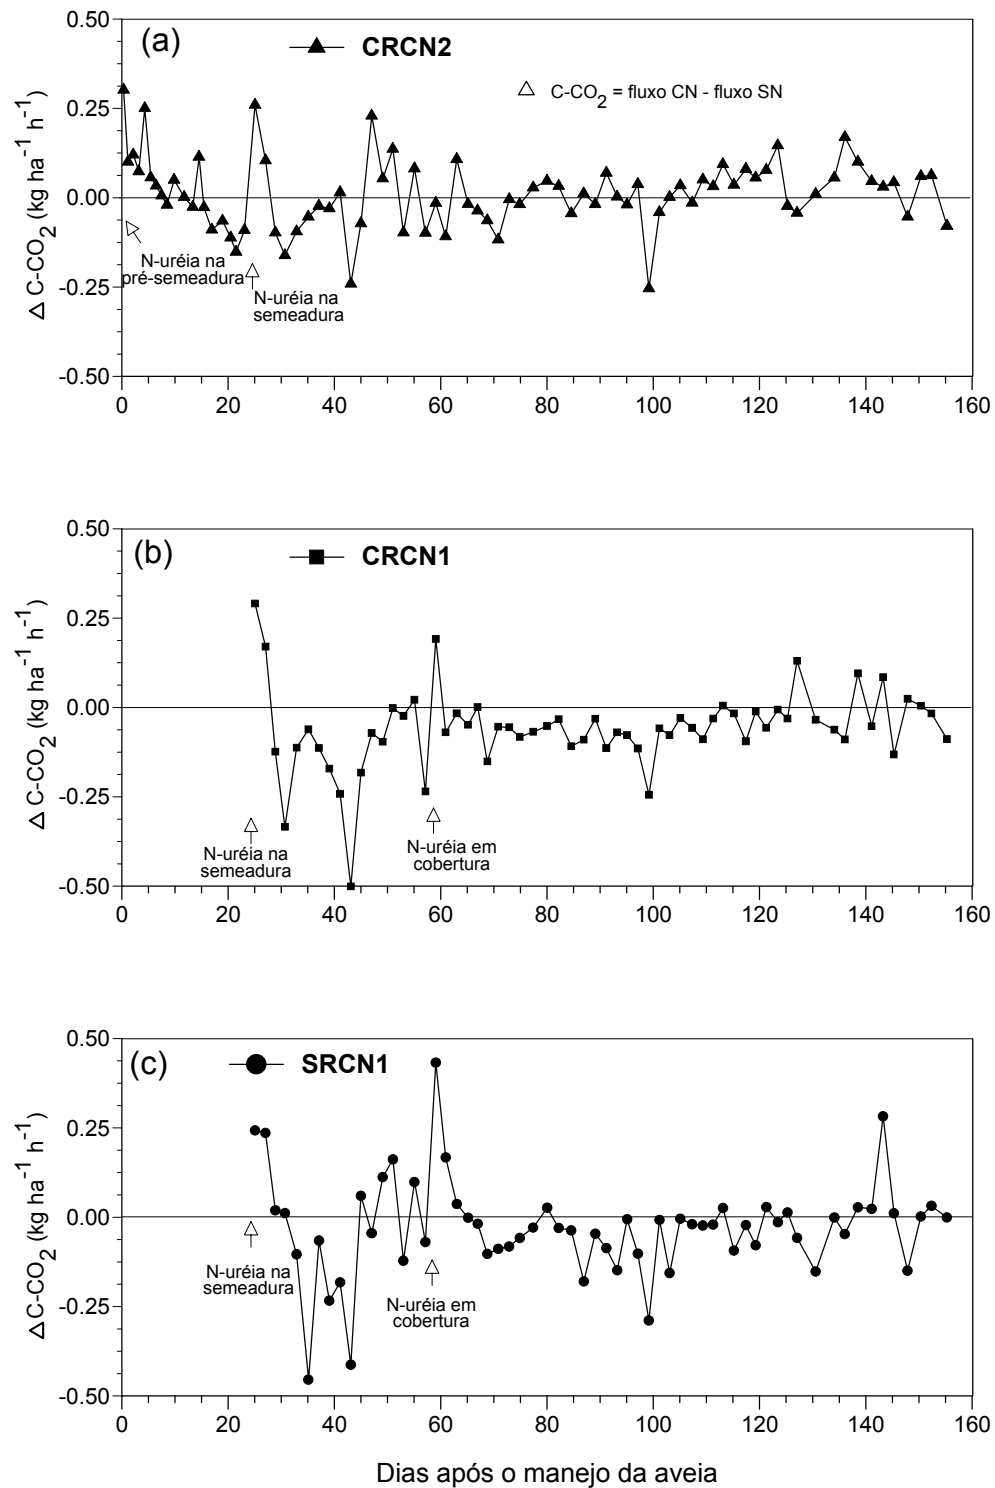 0.50
(a)
CRCN2
△ C-CO2 = fluxo CN - fluxo SN
0.25
0.00
-0.25
-0.50
Δ C-CO2 (kg ha-1 h-1)
N-uréia na
pré-semeadura
N-uréia na
semeadura
0 20 40 60 80 100 120 140 160
0.50
(b)
CRCN1
0.25
0.00
-0.25
-0.50
Δ C-CO2 (kg ha-1 h-1)
N-uréia na
semeadura
N-uréia em
cobertura
0 20 40 60 80 100 120 140 160
0.50
(c)
SRCN1
0.25
0.00
-0.25
-0.50
Δ C-CO2 (kg ha-1 h-1)
N-uréia na
semeadura
N-uréia em
cobertura
0 20 40 60 80 100 120 140 160
Dias após o manejo da aveia